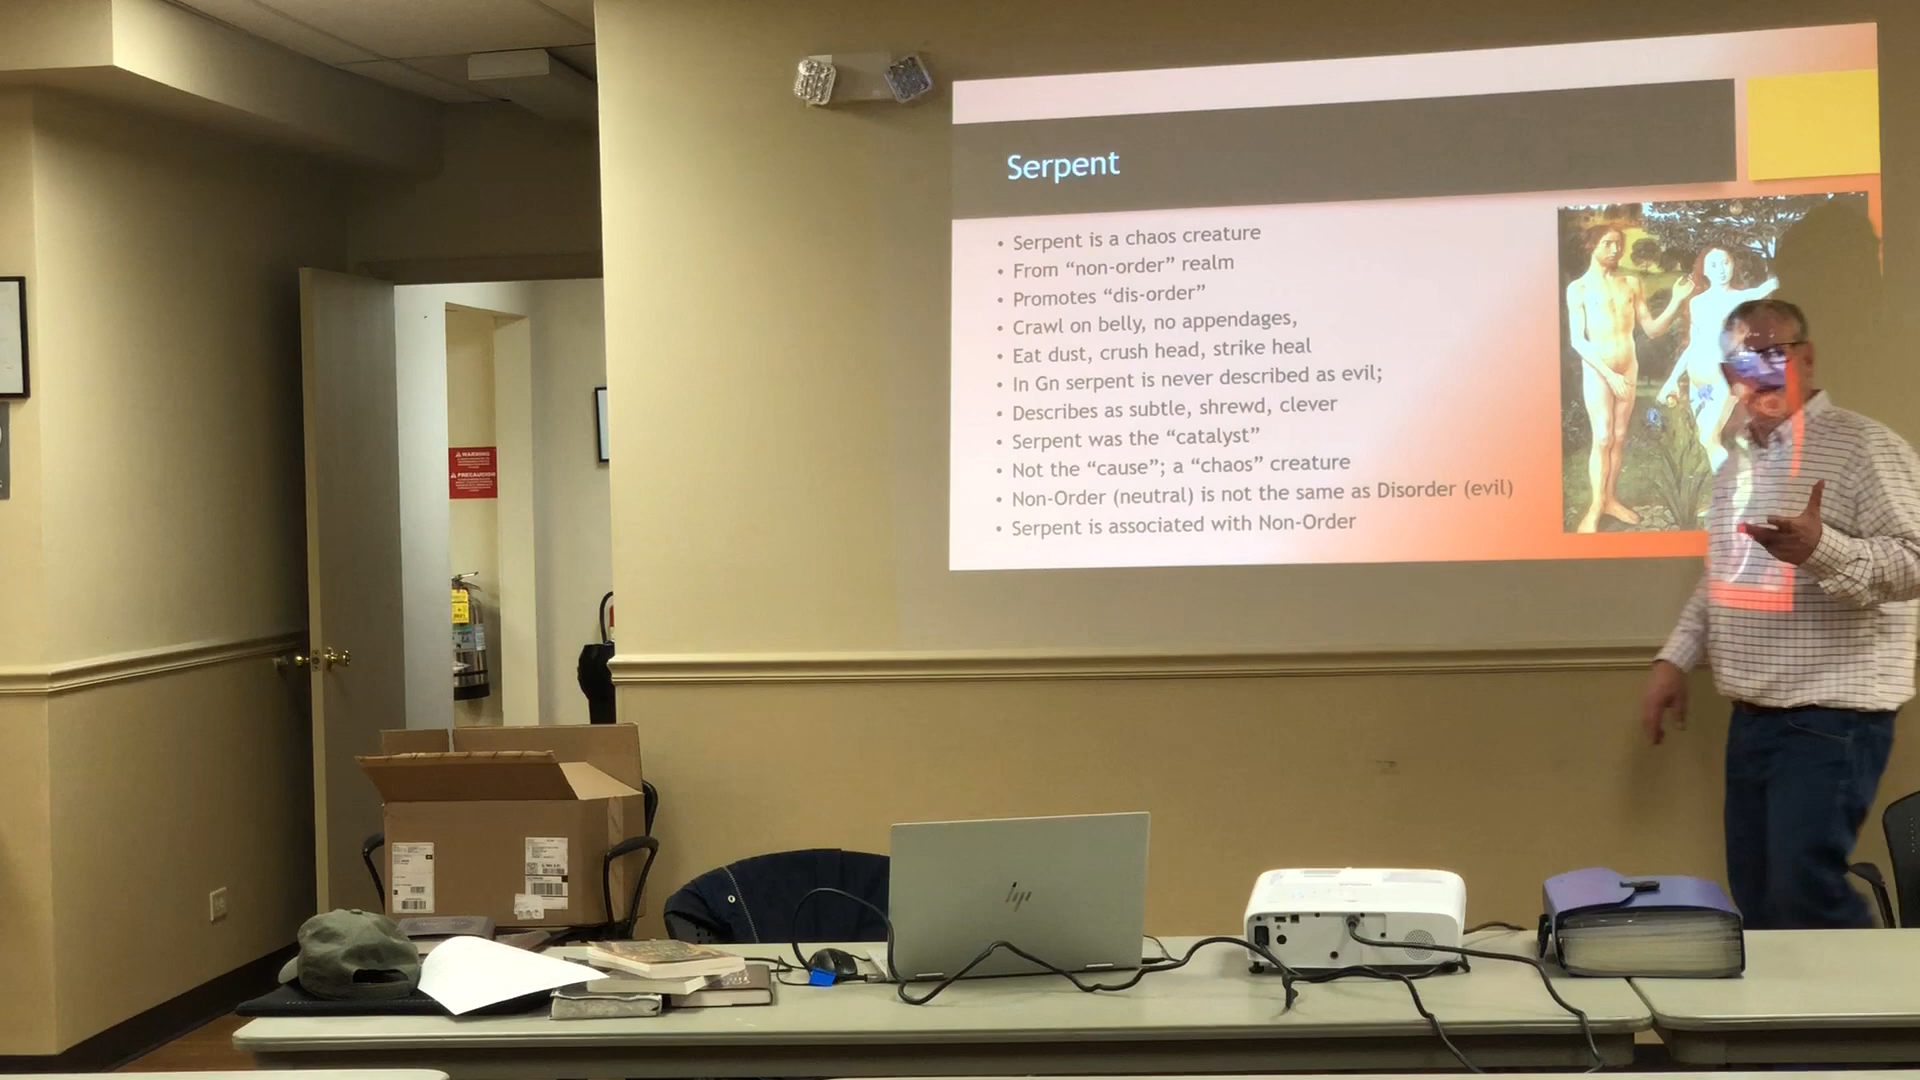 Serpent
• Serpent is a chaos creature
• From “non-order” realm
• Promotes “dis-order”
• Crawl on belly, no appendages,
• Eat dust, crush head, strike heal
• In Gn serpent is never described as evil;
• Describes as subtle, shrewd, clever
• Serpent was the “catalyst”
• Not the “cause”; a “chaos” creature
• Non-Order (neutral) is not the same as Disorder (evil)
• Serpent is associated with Non-Order
WARNING
PRECAUCION
hp